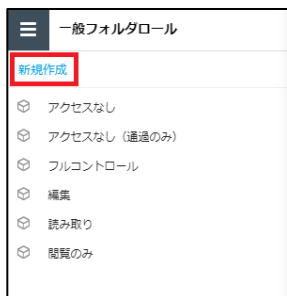 一般フォルダロール
新規作成
アクセスなし
アクセスなし（通過のみ）
フルコントロール
編集
読み取り
閲覧のみ